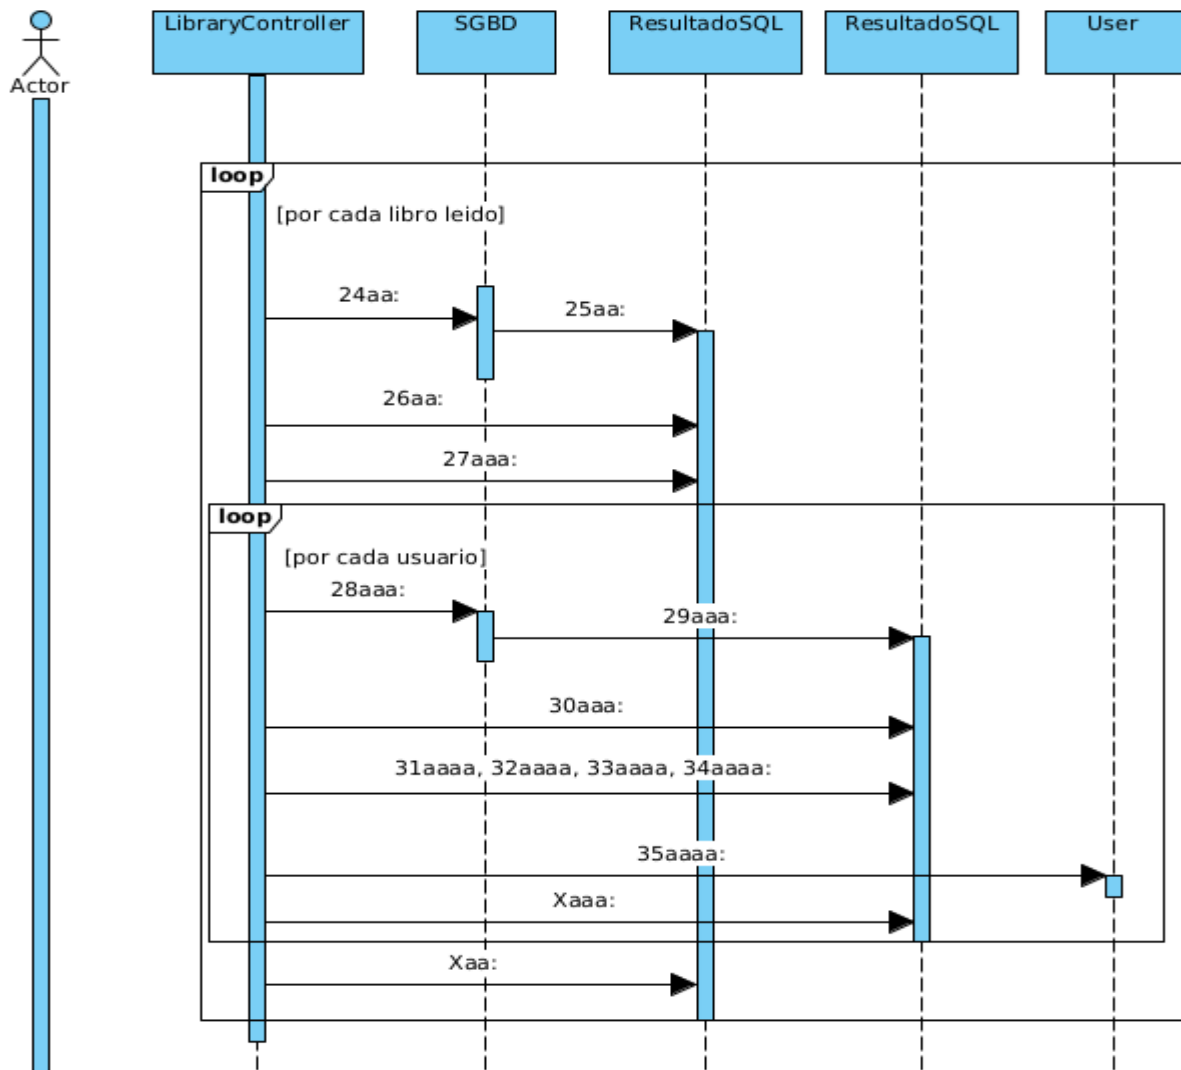 LibraryController
SGBD
ResultadoSQL
ResultadoSQL
User
Actor
loop
[por cada libro leido]
24aa:
25aa:
26aa:
27aaa:
loop
[por cada usuario]
28aaa:
29aaa:
30aaa:
31aaaa, 32aaaa, 33aaaa, 34aaaa:
35aaaa:
Xaaa:
Xaa: